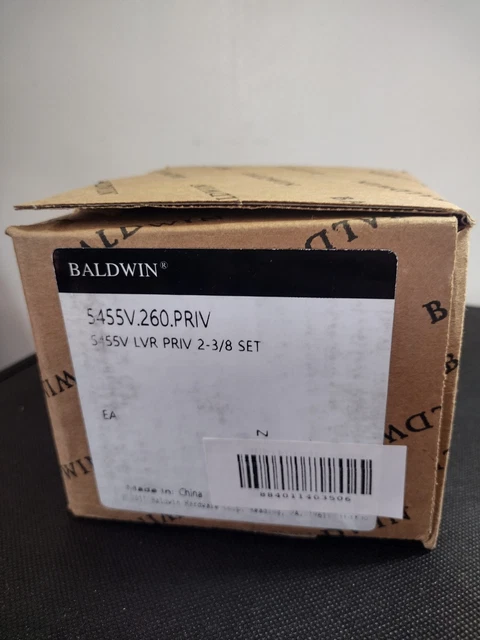 BALDWIN®
5455V.260.PRIV
5455V LVR PRIV 2-3/8 SET
EA
Z
Made in: China
884011403506